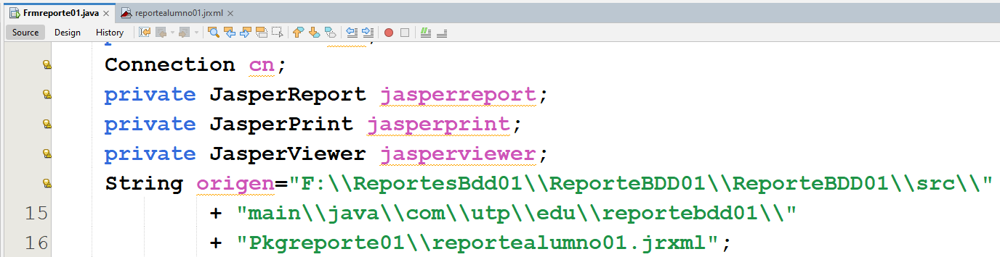 Frmreporte01.java × reportealumno01.jrxml ×
Source Design History
Connection cn;
private JasperReport jasperreport;
private JasperPrint jasperprint;
private JasperViewer jasperviewer;
String origen="F:\\ReportesBdd01\\ReporteBDD01\\ReporteBDD01\\src\\"
15 + "main\\java\\com\\utp\\edu\\reportebdd01\\"
16 + "Pkgreporte01\\reportealumno01.jrxml";